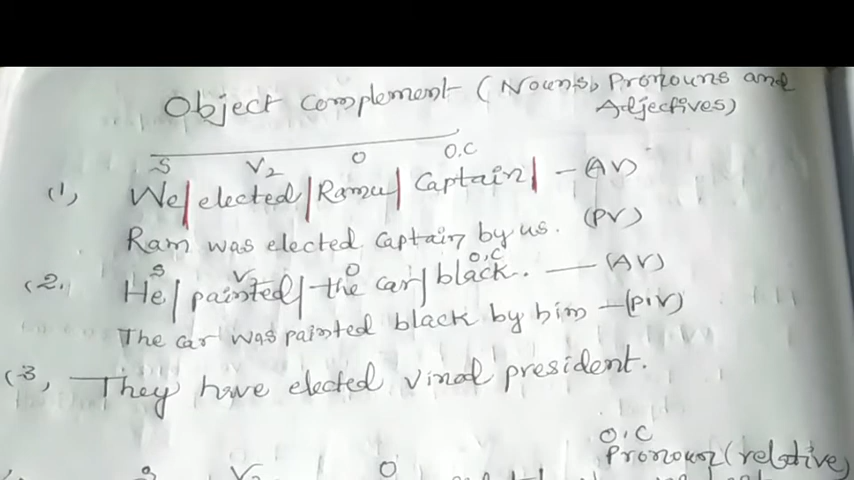 Object complement (Nouns, Pronouns and
Adjectives)
S V2 O O.C
(1) We| elected| Ramu| Captain| - (AV)
Ram was elected captain by us. (PV)
S V2 O O.C
(2. He| painted| the car| black. — (AV)
The car was painted black by him - (P.V)
(3, They have elected vimal president.
O.C
S V2 O Pronoun (relative)